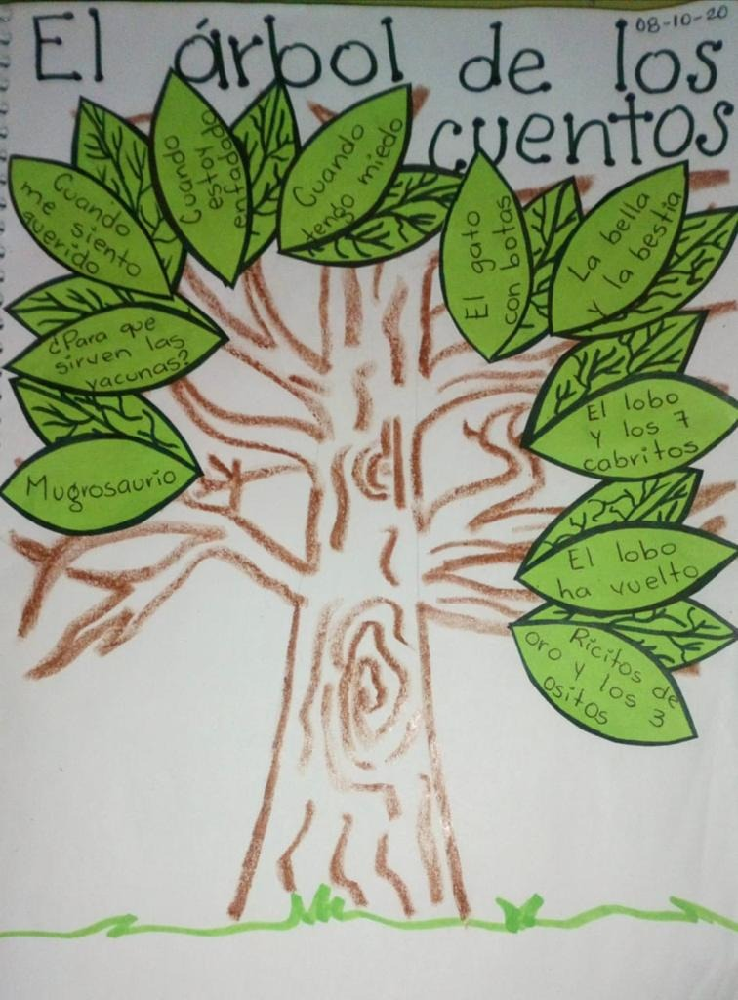 08-10-20
El árbol de los
cuentos
Cuando
me siento
querido
Cuando
estoy
enfadado
Cuando
tengo miedo
El gato
con botas
La bella
y la bestia
¿Para que
sirven las
vacunas?
El lobo
y los 7
cabritos
Mugrosaurio
El lobo
ha vuelto
Ricitos de
oro y los 3
ositos